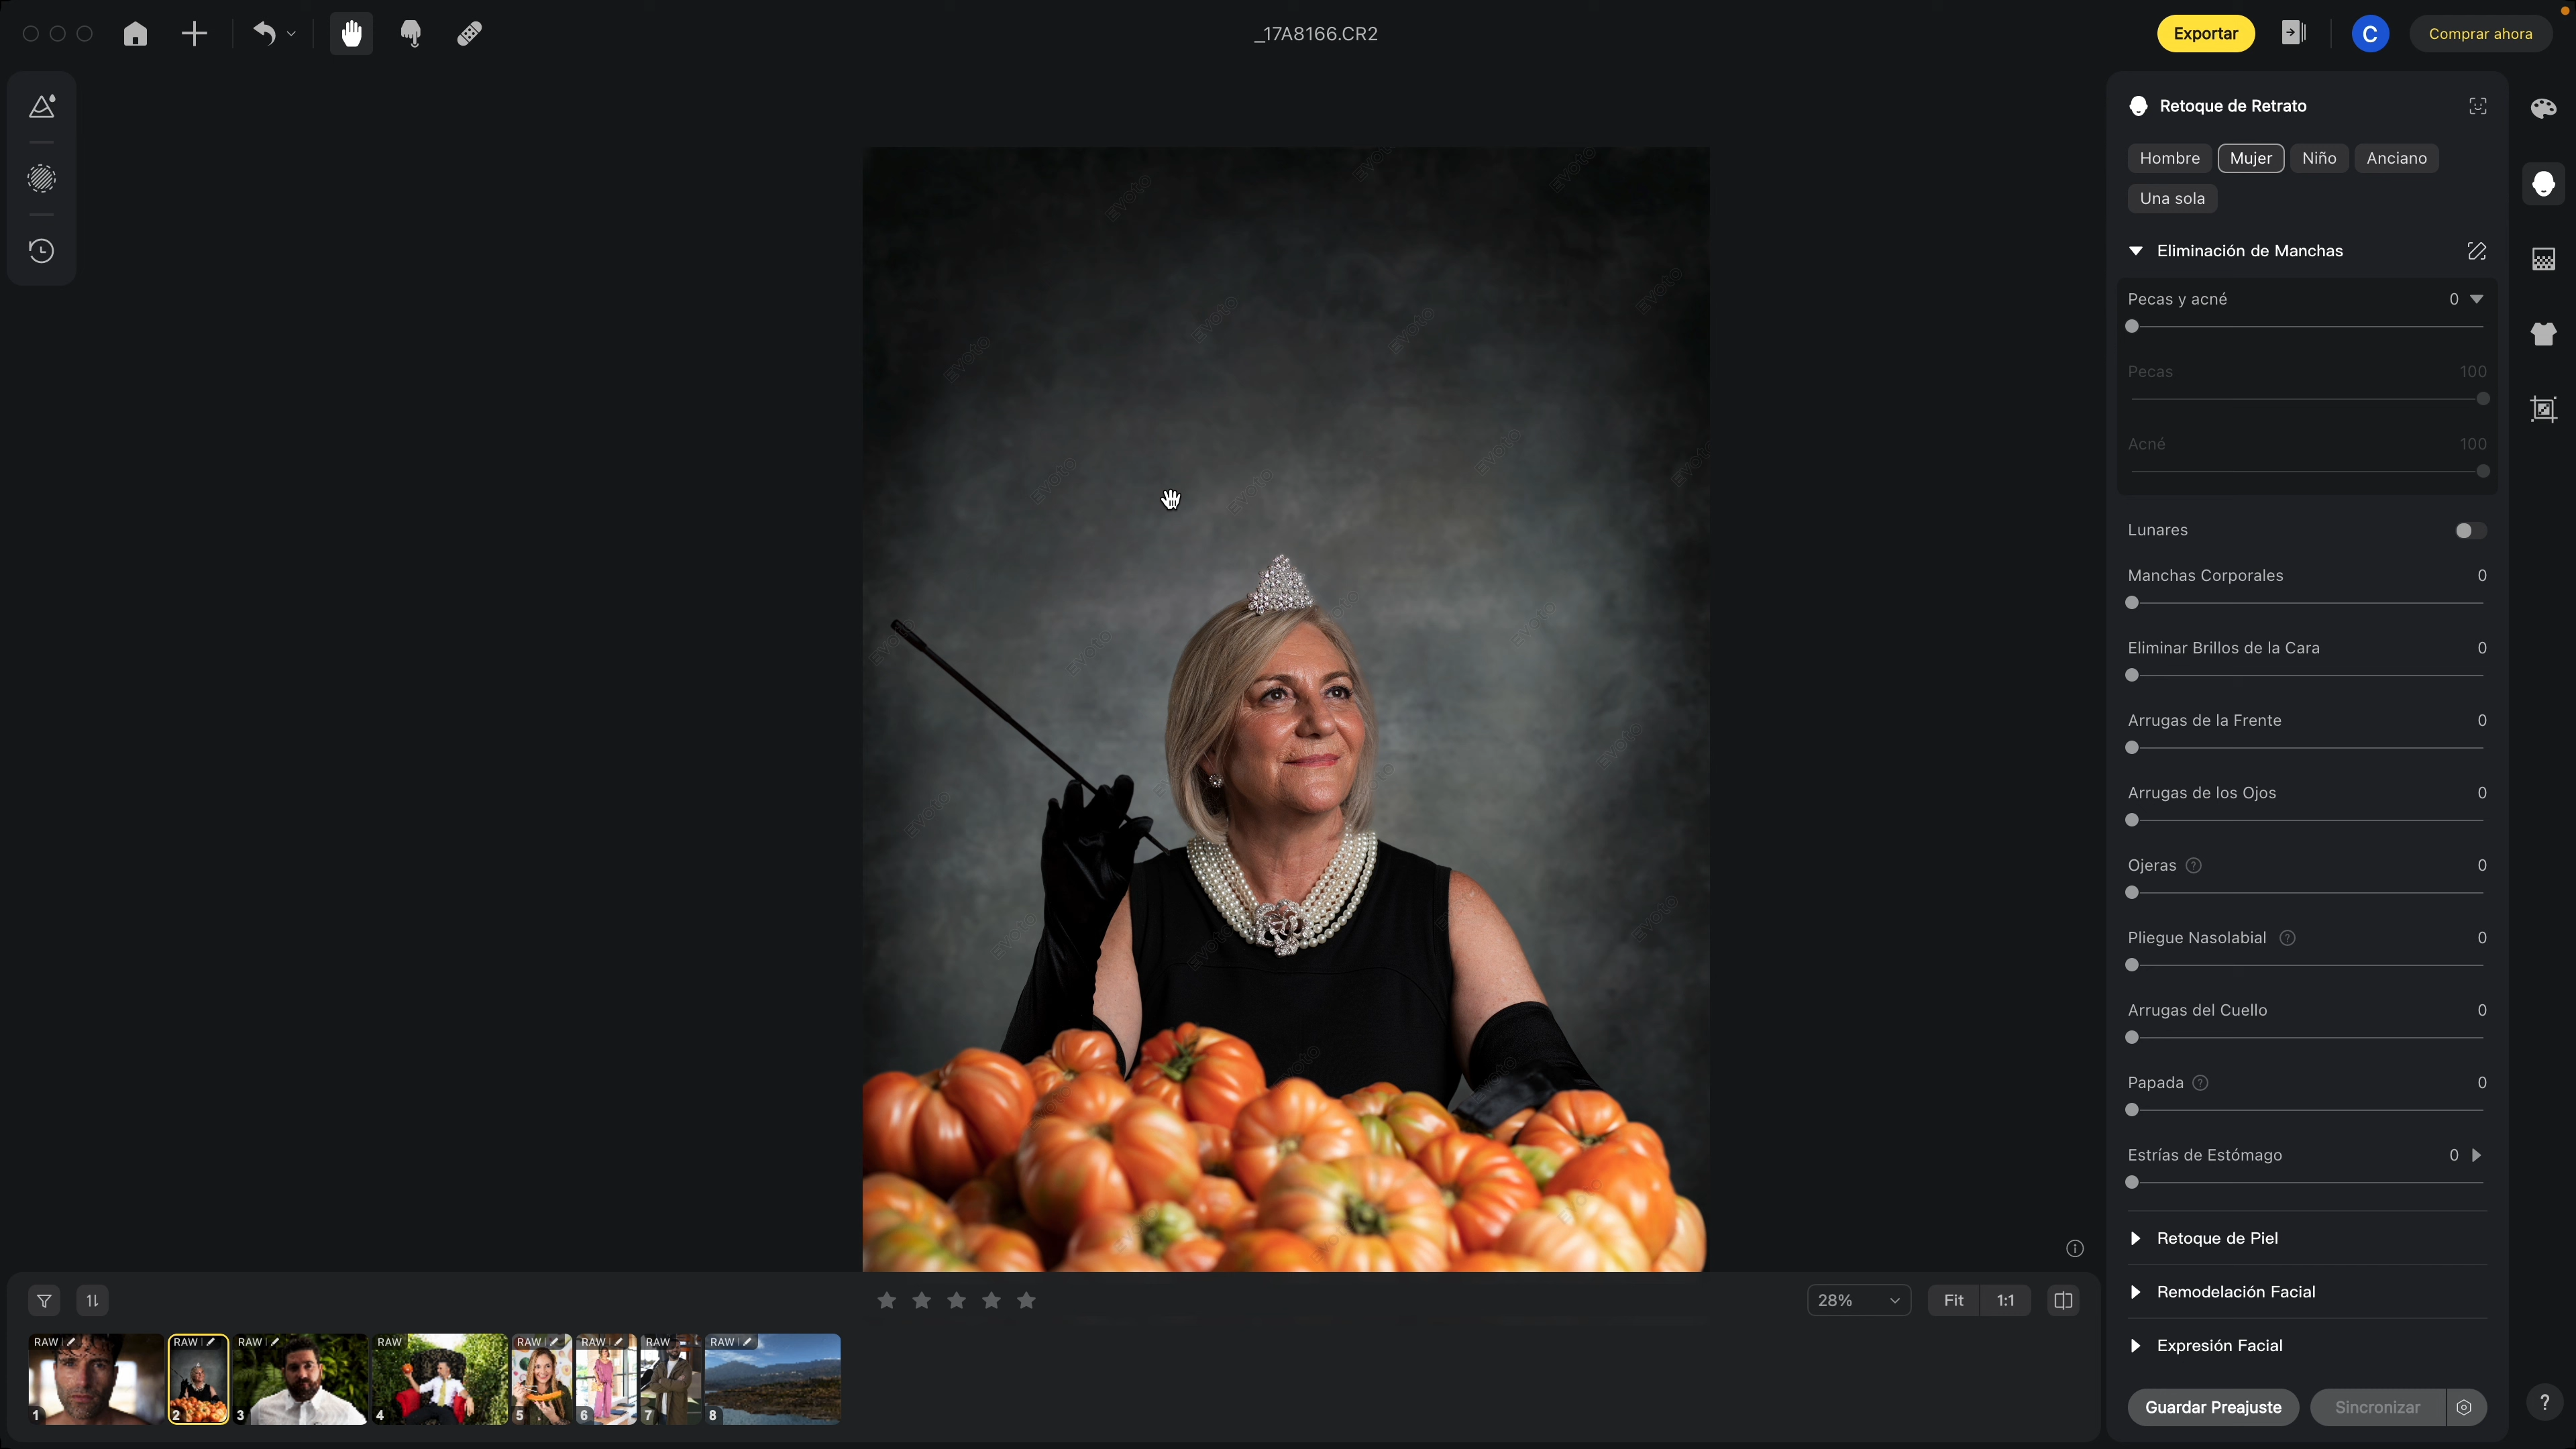 _17A8166.CR2
Exportar
C
Comprar ahora
Retoque de Retrato
Hombre
Mujer
Niño
Anciano
Una sola
Eliminación de Manchas
Pecas y acné 0
Pecas 100
Acné 100
Lunares
Manchas Corporales 0
Eliminar Brillos de la Cara 0
Arrugas de la Frente 0
Arrugas de los Ojos 0
Ojeras ? 0
Pliegue Nasolabial ? 0
Arrugas del Cuello 0
Papada ? 0
Estrías de Estómago 0
Retoque de Piel
Remodelación Facial
Expresión Facial
Guardar Preajuste
Sincronizar
?
Evoto
28%
Fit
1:1
RAW 1
RAW 2
RAW 3
RAW 4
RAW 5
RAW 6
RAW 7
RAW 8